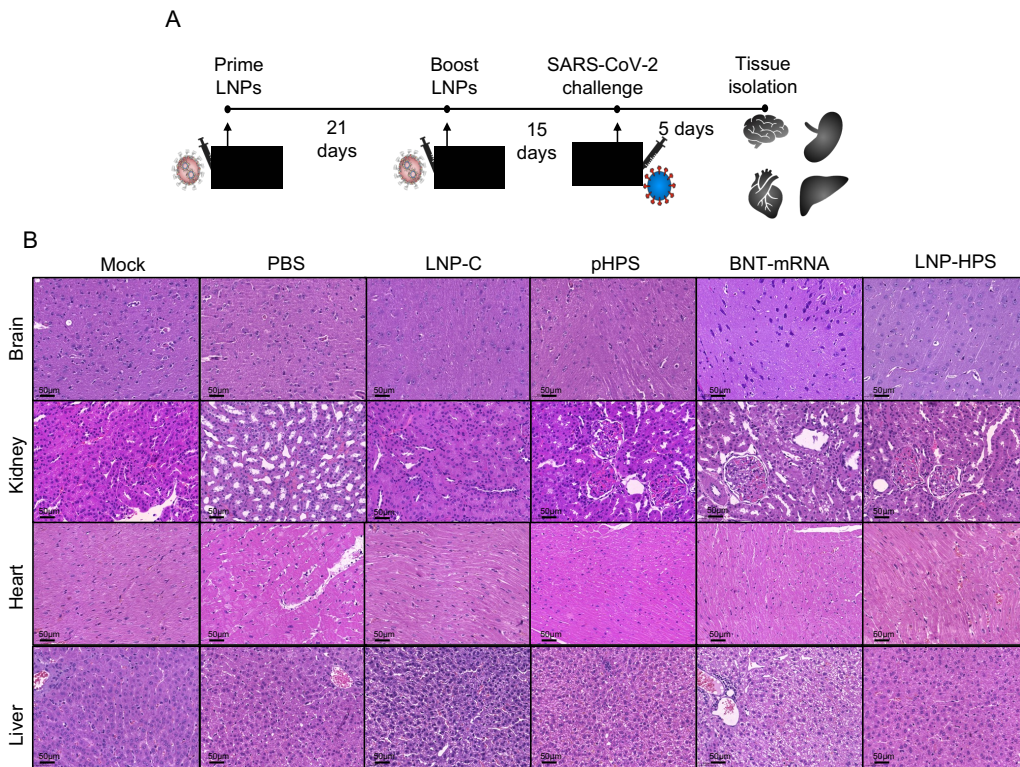 A
Prime LNPs
Boost LNPs
SARS-CoV-2 challenge
Tissue isolation
21 days
15 days
5 days
B
Mock
PBS
LNP-C
pHPS
BNT-mRNA
LNP-HPS
Brain
50µm
50µm
50µm
50µm
50µm
50µm
Kidney
50µm
50µm
50µm
50µm
50µm
50µm
Heart
50µm
50µm
50µm
50µm
50µm
50µm
Liver
50µm
50µm
50µm
50µm
50µm
50µm